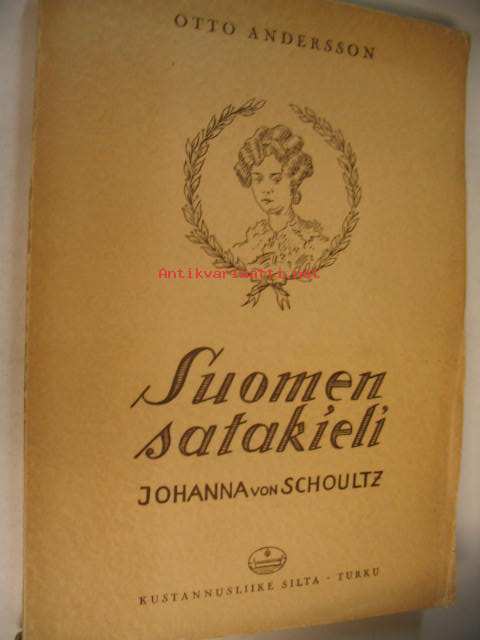 OTTO ANDERSSON
Antikvariaatti.net
Suomen
satakieli
JOHANNA VON SCHOULTZ
KUSTANNUSLIIKE SILTA - TURKU